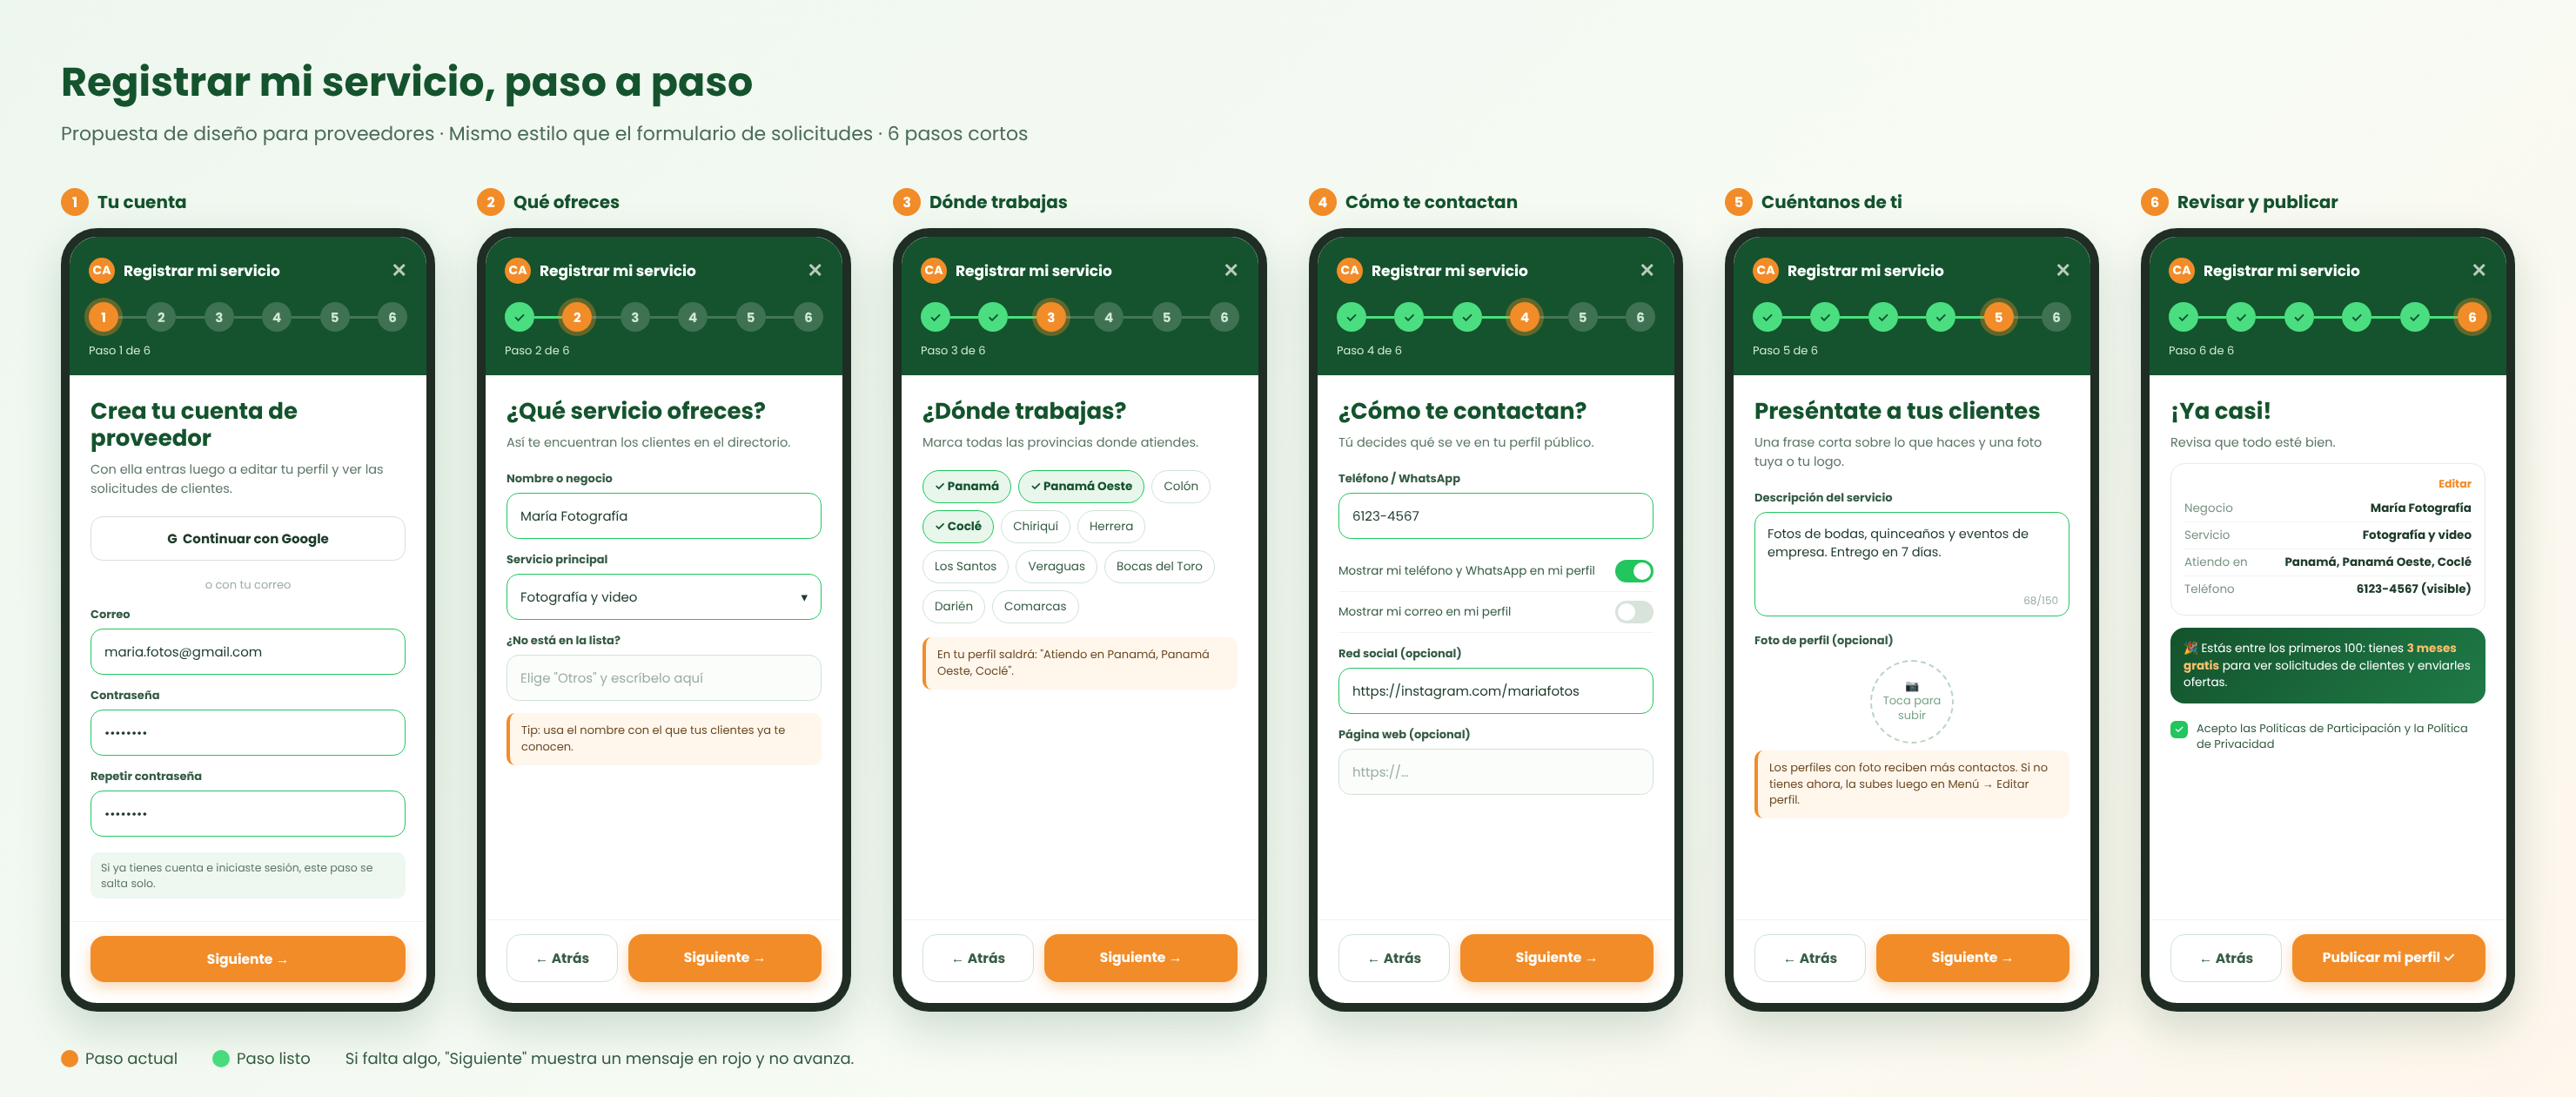 Registrar mi servicio, paso a paso
Propuesta de diseño para proveedores · Mismo estilo que el formulario de solicitudes · 6 pasos cortos
1 Tu cuenta
CA Registrar mi servicio ✕
1 2 3 4 5 6
Paso 1 de 6
Crea tu cuenta de
proveedor
Con ella entras luego a editar tu perfil y ver las
solicitudes de clientes.
G Continuar con Google
o con tu correo
Correo
maria.fotos@gmail.com
Contraseña
••••••••
Repetir contraseña
••••••••
Si ya tienes cuenta e iniciaste sesión, este paso se
salta solo.
Siguiente →
2 Qué ofreces
CA Registrar mi servicio ✕
✓ 2 3 4 5 6
Paso 2 de 6
¿Qué servicio ofreces?
Así te encuentran los clientes en el directorio.
Nombre o negocio
María Fotografía
Servicio principal
Fotografía y video ▾
¿No está en la lista?
Elige "Otros" y escríbelo aquí
Tip: usa el nombre con el que tus clientes ya te
conocen.
← Atrás Siguiente →
3 Dónde trabajas
CA Registrar mi servicio ✕
✓ ✓ 3 4 5 6
Paso 3 de 6
¿Dónde trabajas?
Marca todas las provincias donde atiendes.
✓ Panamá ✓ Panamá Oeste Colón
✓ Coclé Chiriquí Herrera
Los Santos Veraguas Bocas del Toro
Darién Comarcas
En tu perfil saldrá: "Atiendo en Panamá, Panamá
Oeste, Coclé".
← Atrás Siguiente →
4 Cómo te contactan
CA Registrar mi servicio ✕
✓ ✓ ✓ 4 5 6
Paso 4 de 6
¿Cómo te contactan?
Tú decides qué se ve en tu perfil público.
Teléfono / WhatsApp
6123-4567
Mostrar mi teléfono y WhatsApp en mi perfil
Mostrar mi correo en mi perfil
Red social (opcional)
https://instagram.com/mariafotos
Página web (opcional)
https://...
← Atrás Siguiente →
5 Cuéntanos de ti
CA Registrar mi servicio ✕
✓ ✓ ✓ ✓ 5 6
Paso 5 de 6
Preséntate a tus clientes
Una frase corta sobre lo que haces y una foto
tuya o tu logo.
Descripción del servicio
Fotos de bodas, quinceaños y eventos de
empresa. Entrego en 7 días.
68/150
Foto de perfil (opcional)
Toca para
subir
Los perfiles con foto reciben más contactos. Si no
tienes ahora, la subes luego en Menú → Editar
perfil.
← Atrás Siguiente →
6 Revisar y publicar
CA Registrar mi servicio ✕
✓ ✓ ✓ ✓ ✓ 6
Paso 6 de 6
¡Ya casi!
Revisa que todo esté bien.
Editar
Negocio María Fotografía
Servicio Fotografía y video
Atiendo en Panamá, Panamá Oeste, Coclé
Teléfono 6123-4567 (visible)
🎉 Estás entre los primeros 100: tienes 3 meses
gratis para ver solicitudes de clientes y enviarles
ofertas.
✓ Acepto las Políticas de Participación y la Política
de Privacidad
← Atrás Publicar mi perfil ✓
Paso actual Paso listo Si falta algo, "Siguiente" muestra un mensaje en rojo y no avanza.